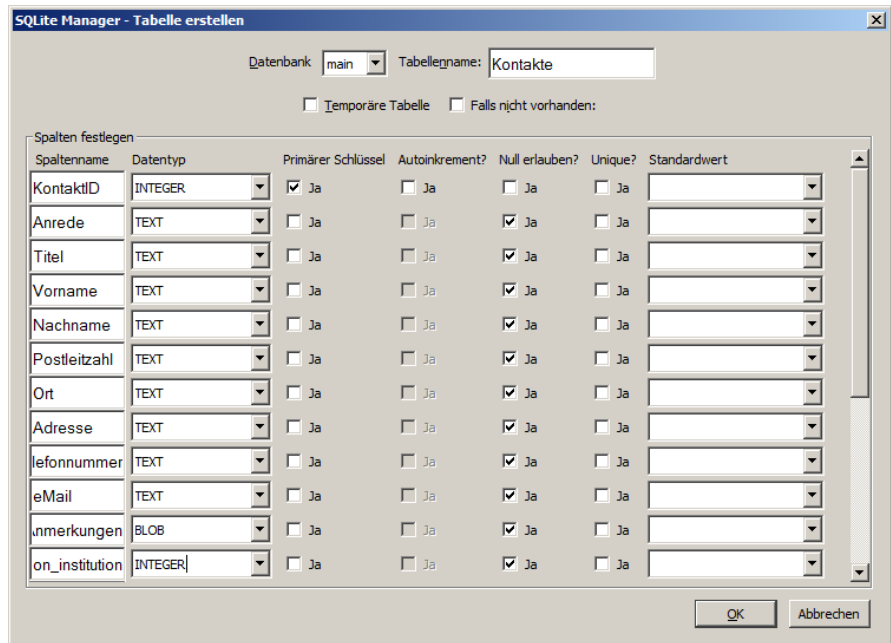 SQLite Manager - Tabelle erstellen
Datenbank main Tabellenname: Kontakte
Temporäre Tabelle Falls nicht vorhanden:
Spalten festlegen
Spaltenname Datentyp Primärer Schlüssel Autoinkrement? Null erlauben? Unique? Standardwert
KontaktID INTEGER Ja Ja Ja Ja
Anrede TEXT Ja Ja Ja Ja
Titel TEXT Ja Ja Ja Ja
Vorname TEXT Ja Ja Ja Ja
Nachname TEXT Ja Ja Ja Ja
Postleitzahl TEXT Ja Ja Ja Ja
Ort TEXT Ja Ja Ja Ja
Adresse TEXT Ja Ja Ja Ja
lefonnummer TEXT Ja Ja Ja Ja
eMail TEXT Ja Ja Ja Ja
nmerkungen BLOB Ja Ja Ja Ja
on_institution INTEGER Ja Ja Ja Ja
OK Abbrechen